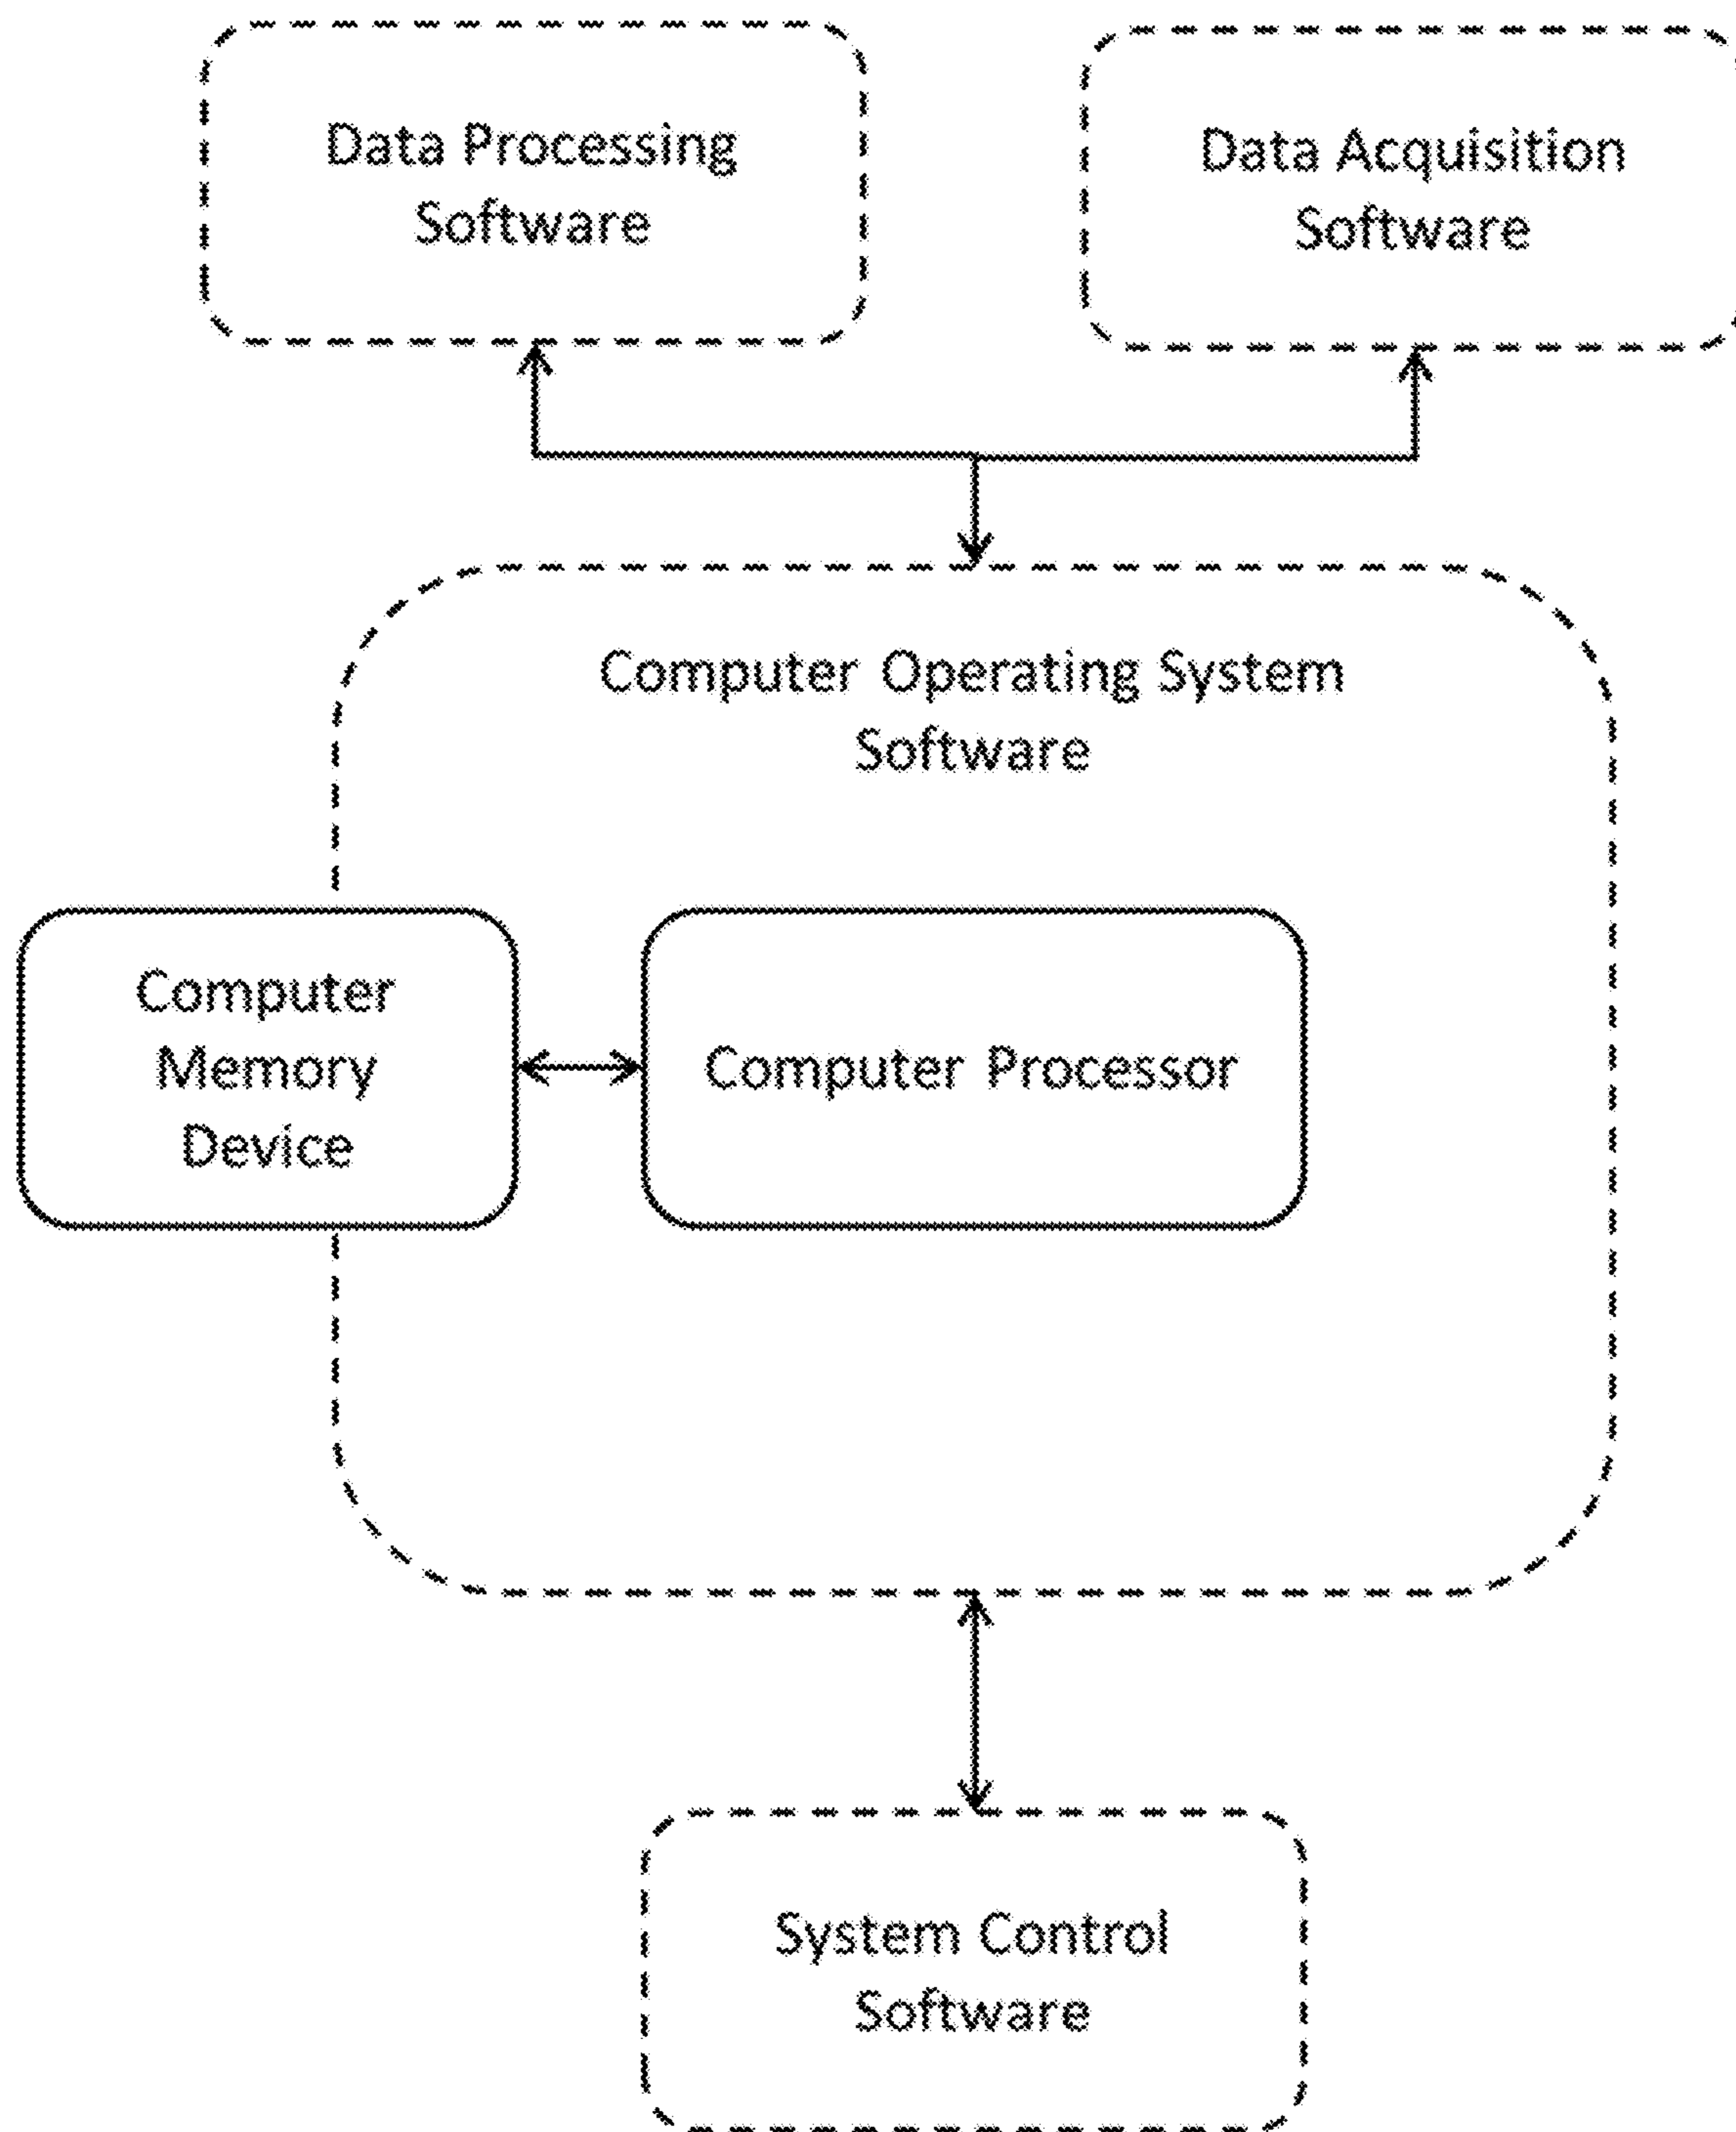 Data Processing
Software
Data Acquisition
Software
Computer Operating System
Software
Computer
Memory
Device
Computer Processor
System Control
Software